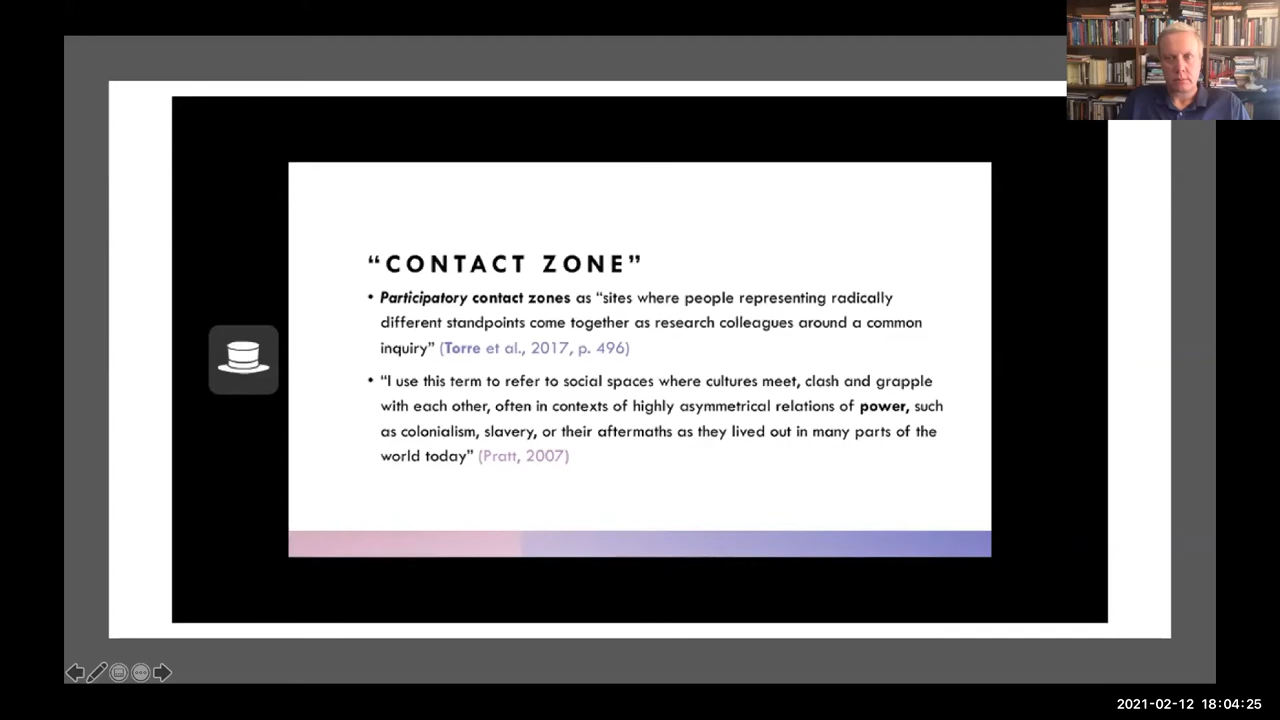 “CONTACT ZONE”
• Participatory contact zones as “sites where people representing radically
different standpoints come together as research colleagues around a common
inquiry” (Torre et al., 2017, p. 496)
• “I use this term to refer to social spaces where cultures meet, clash and grapple
with each other, often in contexts of highly asymmetrical relations of power, such
as colonialism, slavery, or their aftermaths as they lived out in many parts of the
world today” (Pratt, 2007)
2021-02-12 18:04:25